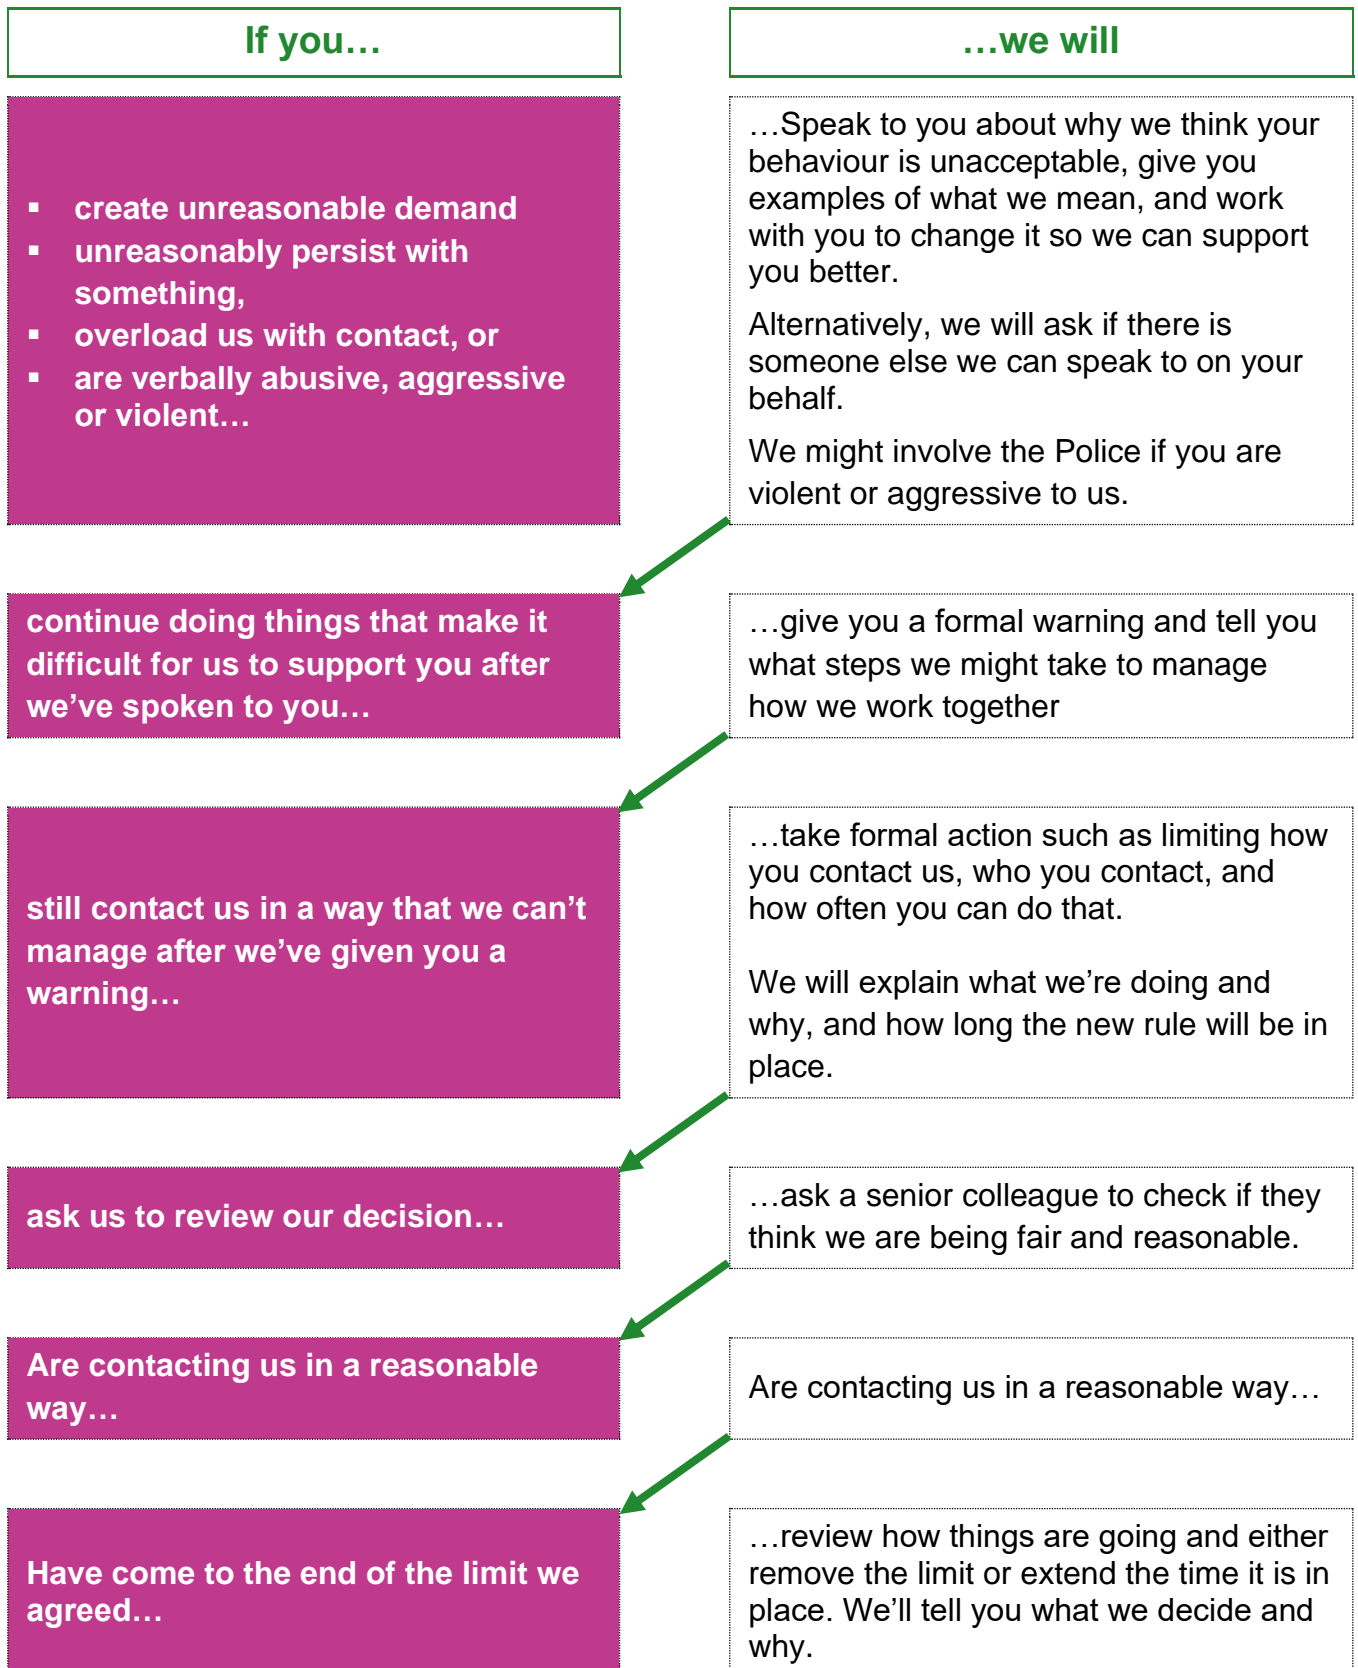 If you…
…we will
▪ create unreasonable demand
▪ unreasonably persist with
something,
▪ overload us with contact, or
▪ are verbally abusive, aggressive
or violent…
…Speak to you about why we think your
behaviour is unacceptable, give you
examples of what we mean, and work
with you to change it so we can support
you better.
Alternatively, we will ask if there is
someone else we can speak to on your
behalf.
We might involve the Police if you are
violent or aggressive to us.
continue doing things that make it
difficult for us to support you after
we’ve spoken to you…
…give you a formal warning and tell you
what steps we might take to manage
how we work together
still contact us in a way that we can’t
manage after we’ve given you a
warning…
…take formal action such as limiting how
you contact us, who you contact, and
how often you can do that.
We will explain what we’re doing and
why, and how long the new rule will be in
place.
ask us to review our decision…
…ask a senior colleague to check if they
think we are being fair and reasonable.
Are contacting us in a reasonable
way…
Are contacting us in a reasonable way…
Have come to the end of the limit we
agreed…
…review how things are going and either
remove the limit or extend the time it is in
place. We’ll tell you what we decide and
why.